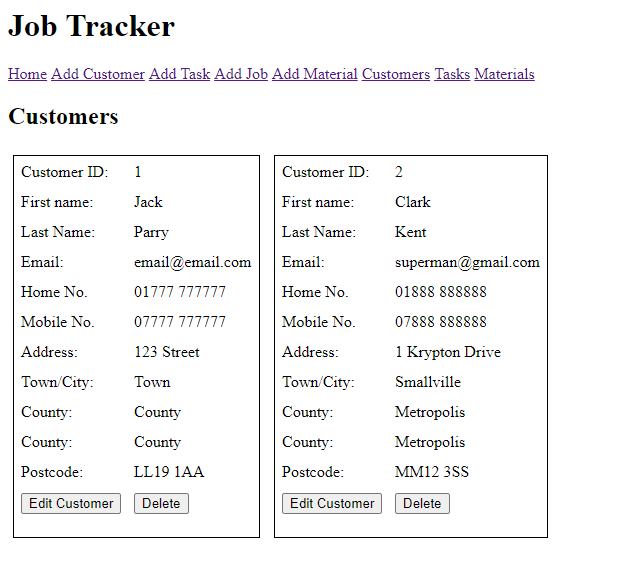 Job Tracker
Home Add Customer Add Task Add Job Add Material Customers Tasks Materials
Customers
Customer ID: 1
First name: Jack
Last Name: Parry
Email: email@email.com
Home No. 01777 777777
Mobile No. 07777 777777
Address: 123 Street
Town/City: Town
County: County
County: County
Postcode: LL19 1AA
Edit Customer Delete
Customer ID: 2
First name: Clark
Last Name: Kent
Email: superman@gmail.com
Home No. 01888 888888
Mobile No. 07888 888888
Address: 1 Krypton Drive
Town/City: Smallville
County: Metropolis
County: Metropolis
Postcode: MM12 3SS
Edit Customer Delete